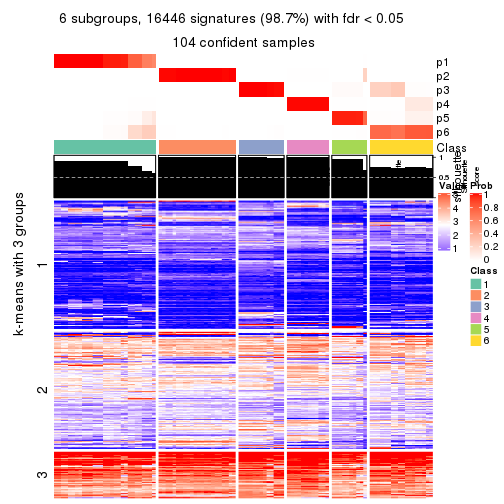 6 subgroups, 16446 signatures (98.7%) with fdr < 0.05
104 confident samples
p1
p2
p3
p4
p5
p6
Class
1
0.5
silhouette
score
k-means with 3 groups
1
2
3
Value
4
3
2
1
Prob
1
0.8
0.6
0.4
0.2
0
Class
1
2
3
4
5
6